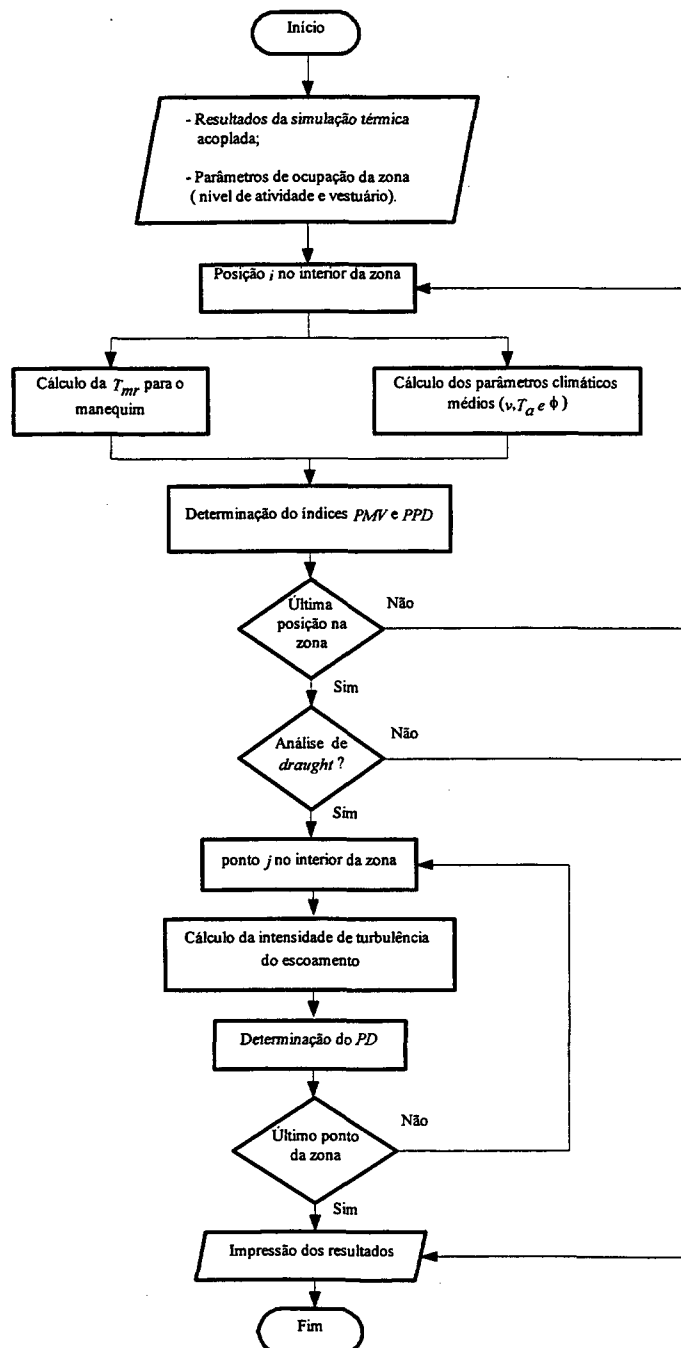 Início
- Resultados da simulação térmica
acoplada;
- Parâmetros de ocupação da zona
( nivel de atividade e vestuário).
Posição i no interior da zona
Cálculo da Tmr para o
manequim
Cálculo dos parâmetros climáticos
médios (v,Ta e ϕ )
Determinação do índices PMV e PPD
Última
posição na
zona
Não
Sim
Análise de
draught ?
Não
Sim
ponto j no interior da zona
Cálculo da intensidade de turbulência
do escoamento
Determinação do PD
Último ponto
da zona
Não
Sim
Impressão dos resultados
Fim